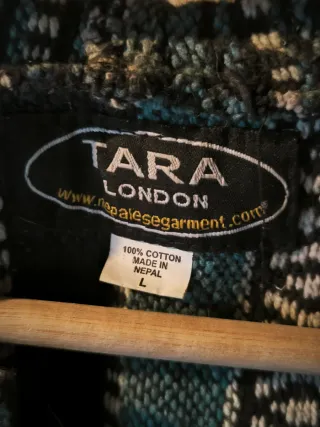 TARA
LONDON
www.nepalesegarment.com
100% COTTON
MADE IN
NEPAL
L